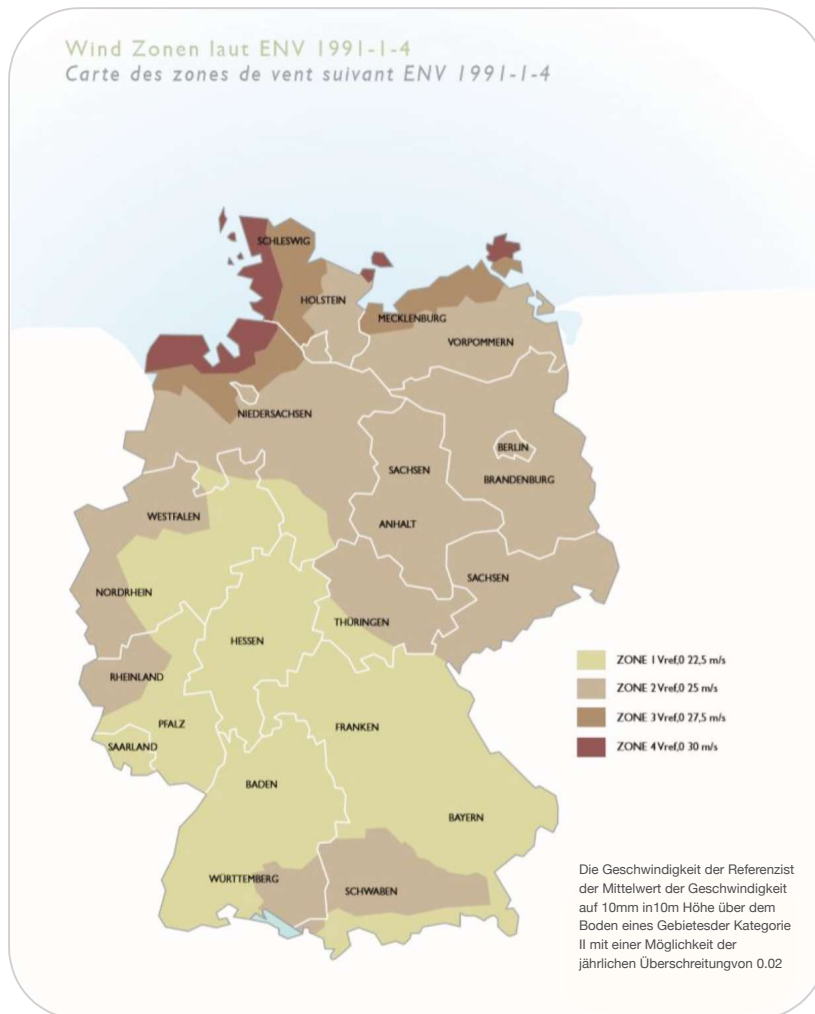 Wind Zonen laut ENV 1991-1-4
Carte des zones de vent suivant ENV 1991-1-4
SCHLESWIG
HOLSTEIN
MECKLENBURG
VORPOMMERN
NIEDERSACHSEN
BERLIN
SACHSEN
BRANDENBURG
WESTFALEN
ANHALT
SACHSEN
NORDRHEIN
THÜRINGEN
HESSEN
RHEINLAND
PFALZ
FRANKEN
SAARLAND
BADEN
BAYERN
WÜRTTEMBERG
SCHWABEN
ZONE 1 Vref,0 22,5 m/s
ZONE 2 Vref,0 25 m/s
ZONE 3 Vref,0 27,5 m/s
ZONE 4 Vref,0 30 m/s
Die Geschwindigkeit der Referenzist
der Mittelwert der Geschwindigkeit
auf 10mm in10m Höhe über dem
Boden eines Gebietesder Kategorie
II mit einer Möglichkeit der
jährlichen Überschreitungvon 0.02